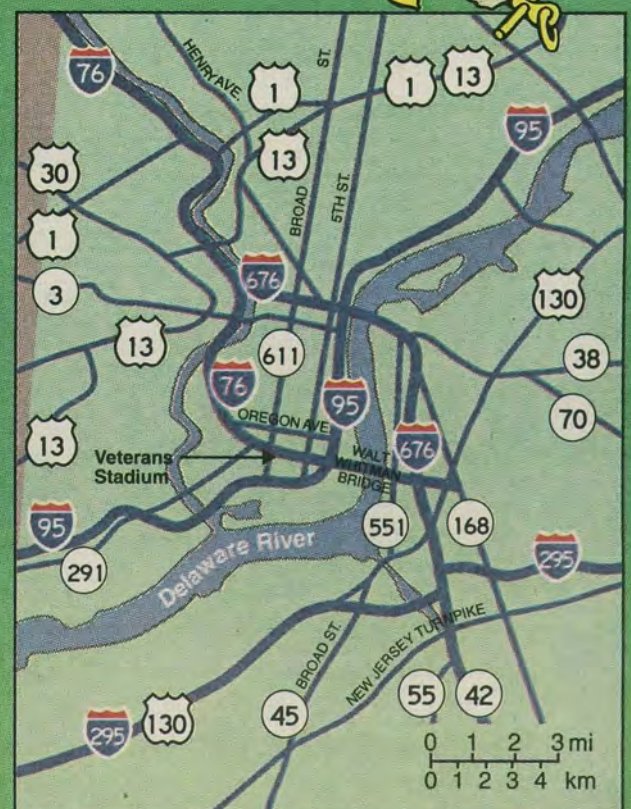 76
HENRY AVE.
ST.
1
1
13
95
13
30
BROAD
5TH ST.
1
3
676
130
13
611
38
76
95
70
OREGON AVE.
13
676
WALT
WHITMAN
BRIDGE
Veterans
Stadium
95
551
168
291
Delaware River
295
BROAD ST.
NEW JERSEY TURNPIKE
55
42
45
130
295
0 1 2 3 mi
0 1 2 3 4 km